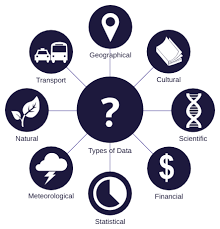 Geographical
Transport
Cultural
?
Natural
Scientific
Types of Data
Meteorological
$
Financial
Statistical